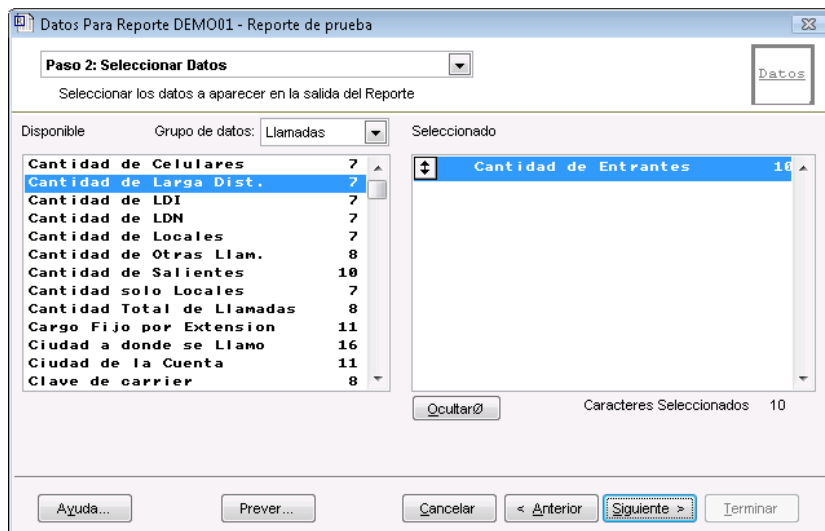 Datos Para Reporte DEMO01 - Reporte de prueba
Paso 2: Seleccionar Datos
Seleccionar los datos a aparecer en la salida del Reporte
Datos
Disponible Grupo de datos: Llamadas Seleccionado
Cantidad de Celulares 7
Cantidad de Larga Dist. 7
Cantidad de LDI 7
Cantidad de LDN 7
Cantidad de Locales 7
Cantidad de Otras Llam. 8
Cantidad de Salientes 10
Cantidad solo Locales 7
Cantidad Total de Llamadas 8
Cargo Fijo por Extension 11
Ciudad a donde se Llamo 16
Ciudad de la Cuenta 11
Clave de carrier 8
Cantidad de Entrantes 10
OcultarØ Caracteres Seleccionados 10
Ayuda... Prever... Cancelar < Anterior Siguiente > Terminar